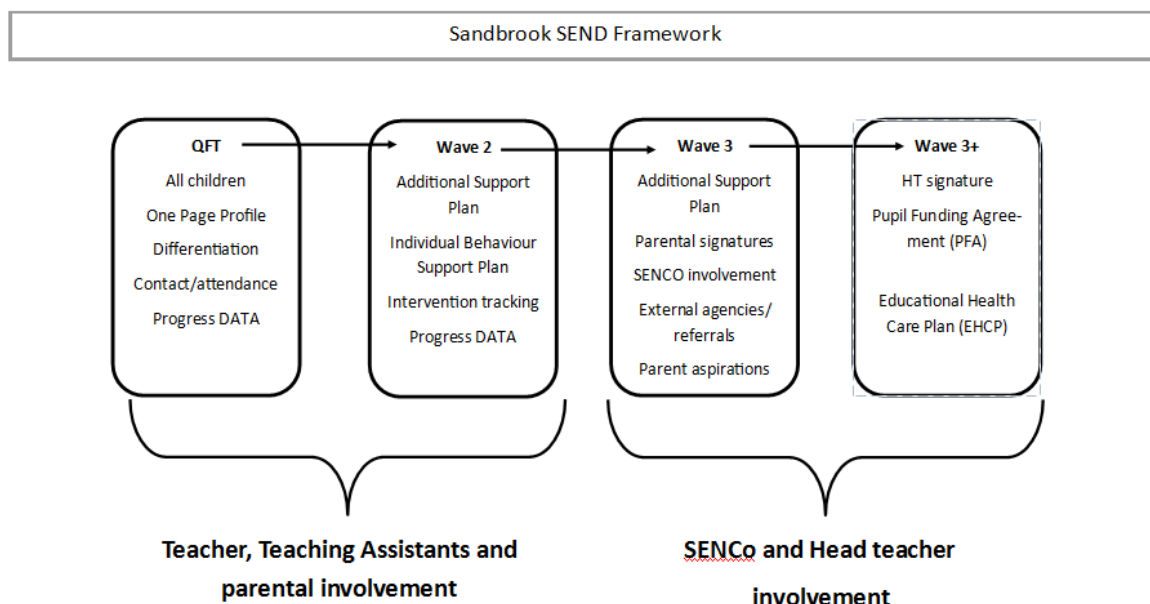 Sandbrook SEND Framework
QFT
All children
One Page Profile
Differentiation
Contact/attendance
Progress DATA
Wave 2
Additional Support
Plan
Individual Behaviour
Support Plan
Intervention tracking
Progress DATA
Wave 3
Additional Support
Plan
Parental signatures
SENCO involvement
External agencies/
referrals
Parent aspirations
Wave 3+
HT signature
Pupil Funding Agree-
ment (PFA)
Educational Health
Care Plan (EHCP)
Teacher, Teaching Assistants and
parental involvement
SENCo and Head teacher
involvement